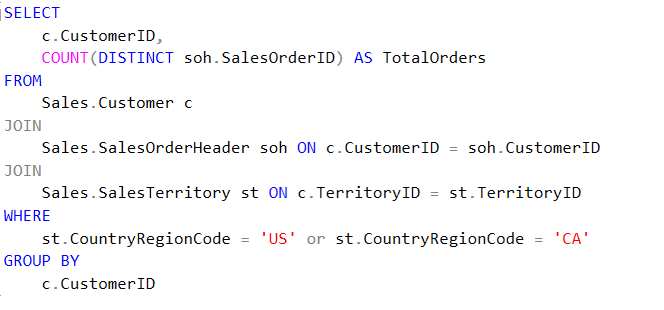 SELECT
    c.CustomerID,
    COUNT(DISTINCT soh.SalesOrderID) AS TotalOrders
FROM
    Sales.Customer c
JOIN
    Sales.SalesOrderHeader soh ON c.CustomerID = soh.CustomerID
JOIN
    Sales.SalesTerritory st ON c.TerritoryID = st.TerritoryID
WHERE
    st.CountryRegionCode = 'US' or st.CountryRegionCode = 'CA'
GROUP BY
    c.CustomerID